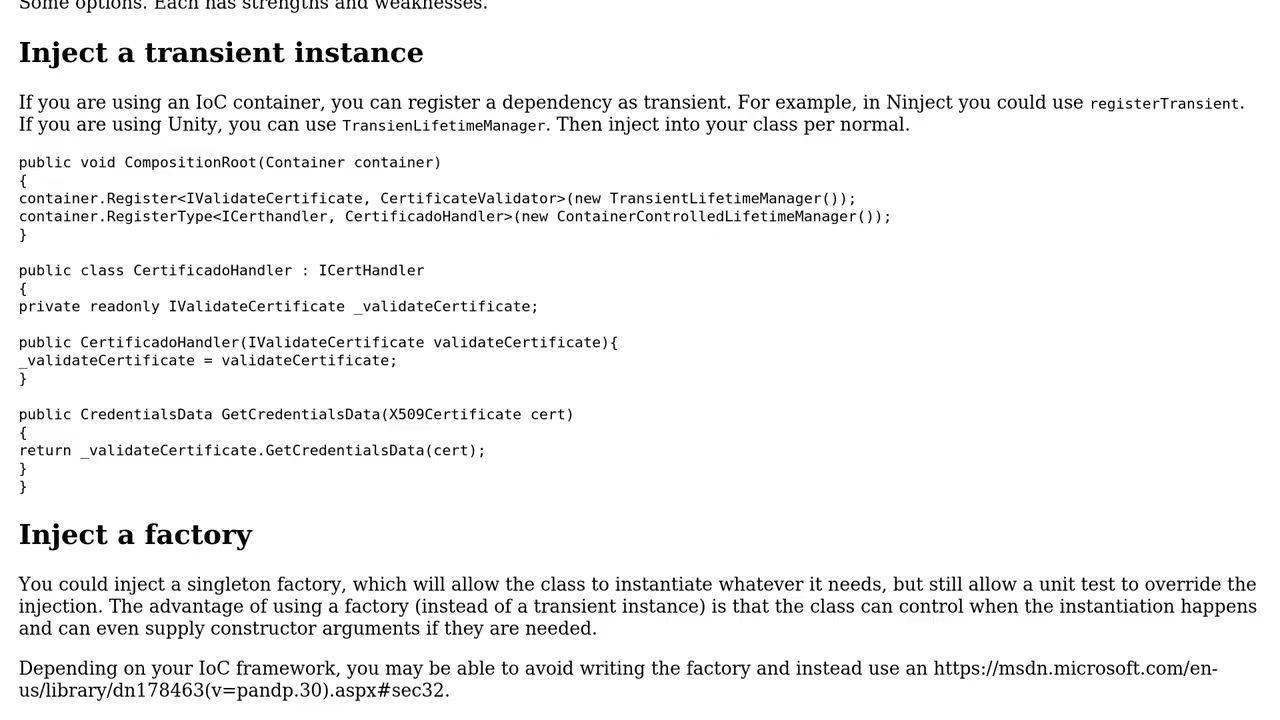 Some options. Each has strengths and weaknesses.
Inject a transient instance
If you are using an IoC container, you can register a dependency as transient. For example, in Ninject you could use registerTransient.
If you are using Unity, you can use TransienLifetimeManager. Then inject into your class per normal.
public void CompositionRoot(Container container)
{
container.Register<IValidateCertificate, CertificateValidator>(new TransientLifetimeManager());
container.RegisterType<ICerthandler, CertificadoHandler>(new ContainerControlledLifetimeManager());
}
public class CertificadoHandler : ICertHandler
{
private readonly IValidateCertificate _validateCertificate;
public CertificadoHandler(IValidateCertificate validateCertificate){
_validateCertificate = validateCertificate;
}
public CredentialsData GetCredentialsData(X509Certificate cert)
{
return _validateCertificate.GetCredentialsData(cert);
}
}
Inject a factory
You could inject a singleton factory, which will allow the class to instantiate whatever it needs, but still allow a unit test to override the
injection. The advantage of using a factory (instead of a transient instance) is that the class can control when the instantiation happens
and can even supply constructor arguments if they are needed.
Depending on your IoC framework, you may be able to avoid writing the factory and instead use an https://msdn.microsoft.com/en-
us/library/dn178463(v=pandp.30).aspx#sec32.